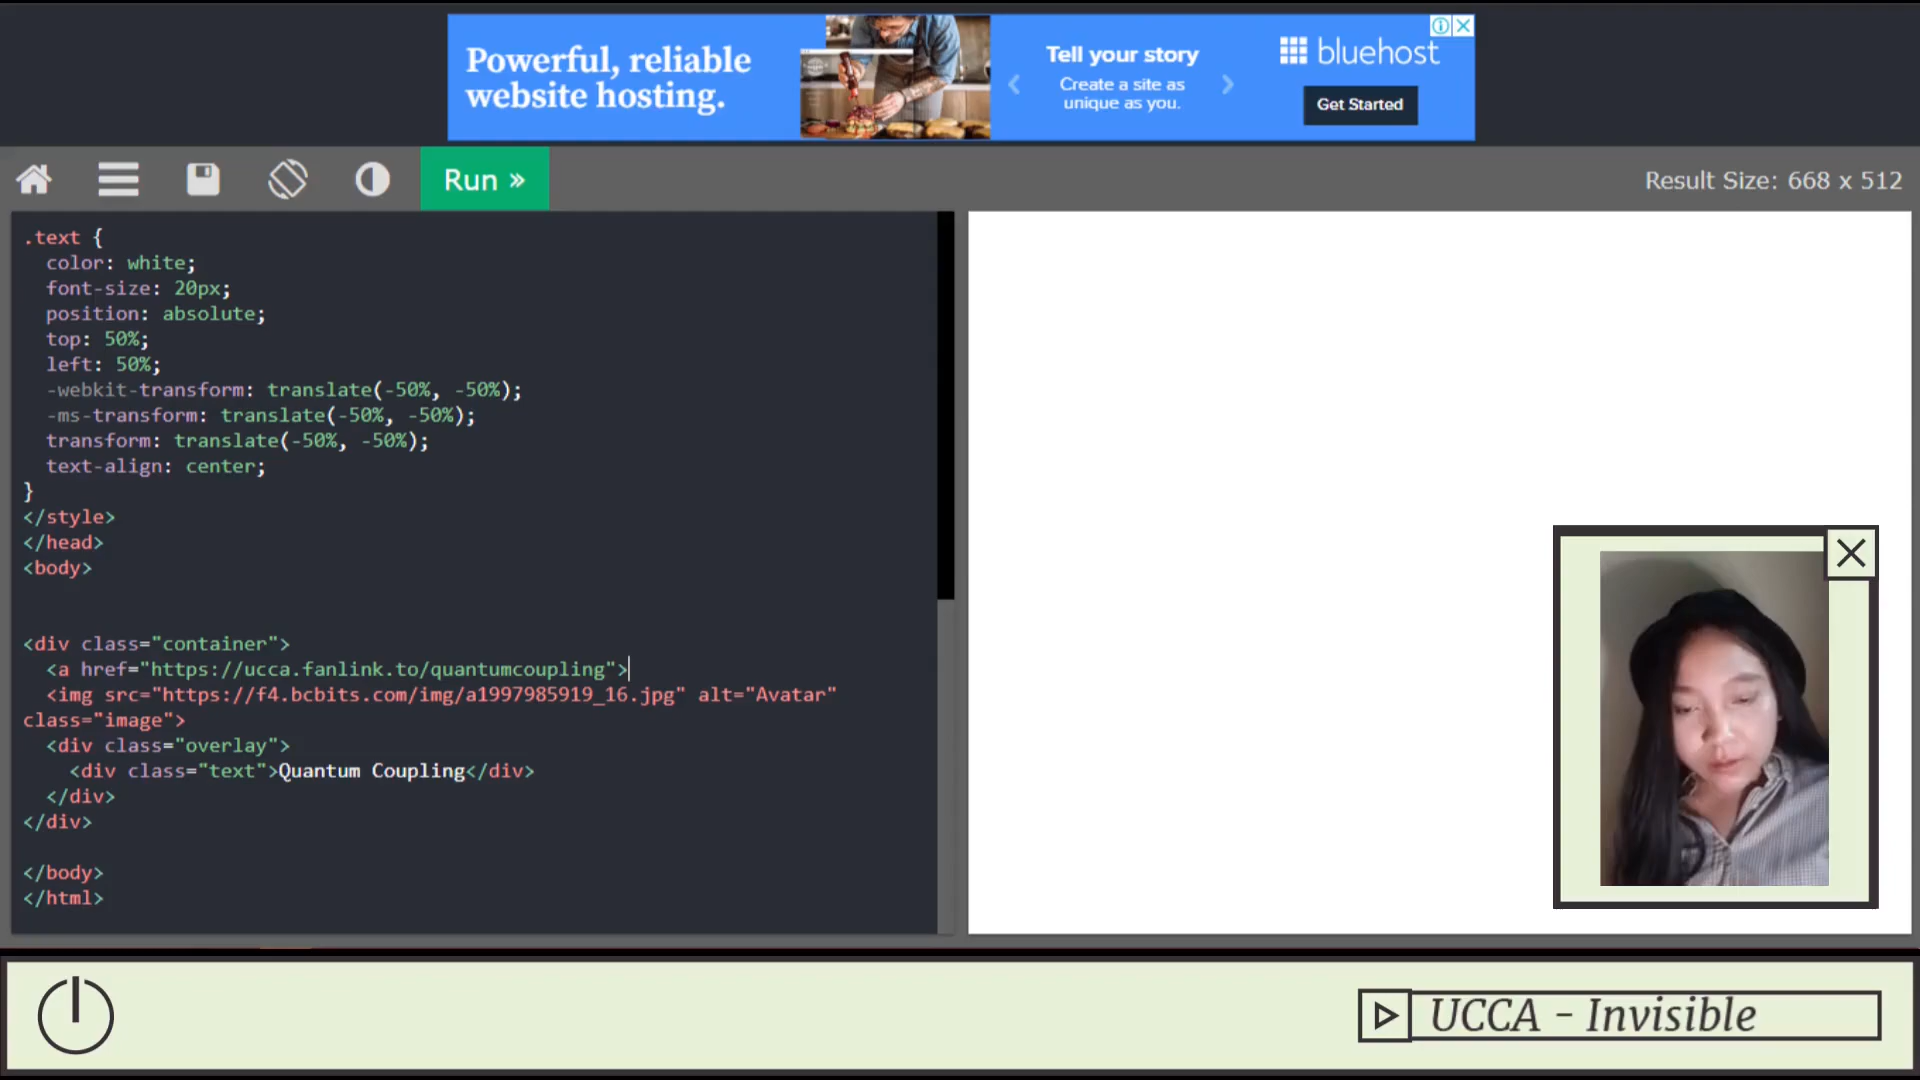 Powerful, reliable
website hosting.
Tell your story
Create a site as
unique as you.
bluehost
Get Started
Run »
Result Size: 668 x 512
.text {
  color: white;
  font-size: 20px;
  position: absolute;
  top: 50%;
  left: 50%;
  -webkit-transform: translate(-50%, -50%);
  -ms-transform: translate(-50%, -50%);
  transform: translate(-50%, -50%);
  text-align: center;
}
</style>
</head>
<body>
<div class="container">
  <a href="https://ucca.fanlink.to/quantumcoupling">
  <img src="https://f4.bcbits.com/img/a1997985919_16.jpg" alt="Avatar"
class="image">
  <div class="overlay">
    <div class="text">Quantum Coupling</div>
  </div>
</div>
</body>
</html>
UCCA - Invisible